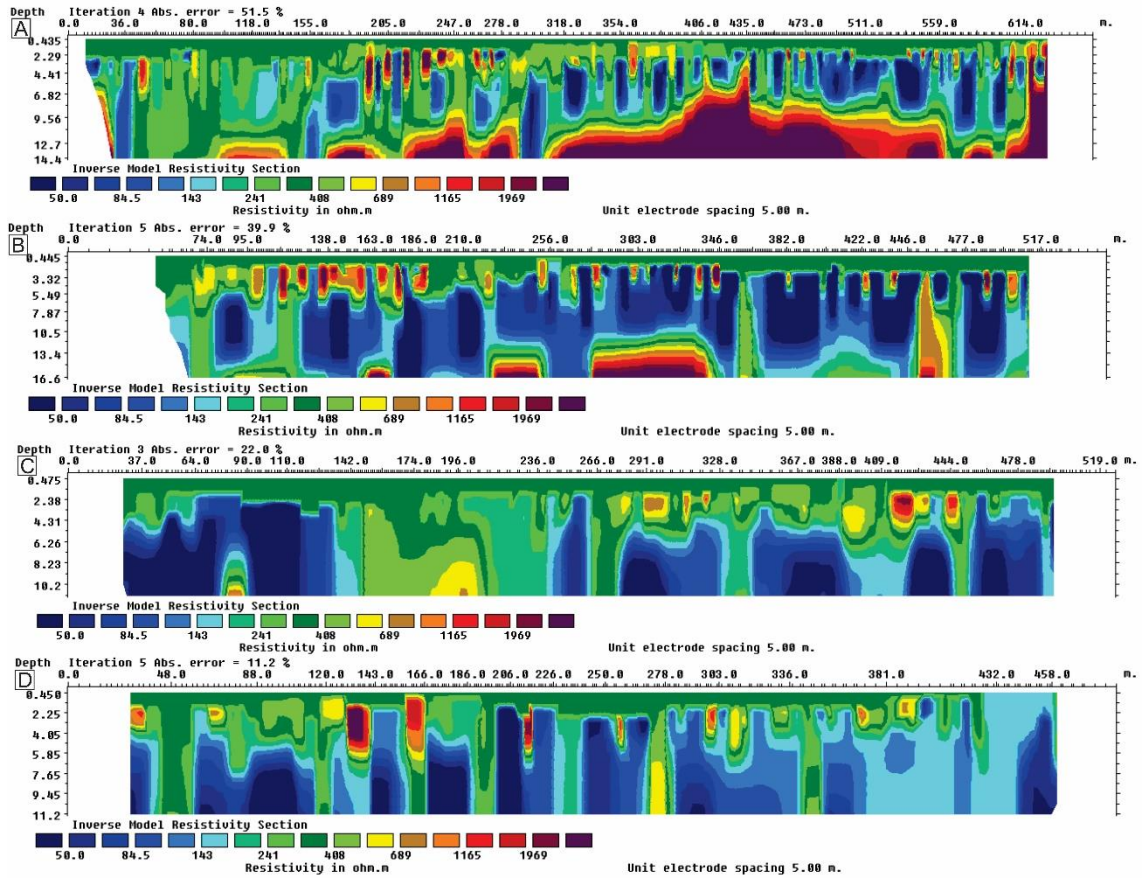 A
Depth Iteration 4 Abs. error = 51.5 %
0.0 36.0 84.0 118.0 155.0 205.0 247.0 278.0 318.0 354.0 406.0 435.0 473.0 511.0 559.0 614.0 m.
0.435
2.29
4.41
6.82
9.56
12.7
14.4
Inverse Model Resistivity Section
50.0 84.5 143 241 408 689 1165 1969
Resistivity in ohm.m Unit electrode spacing 5.00 m.
B
Depth Iteration 5 Abs. error = 39.9 %
0.0 74.0 95.0 138.0 163.0 186.0 210.0 256.0 303.0 346.0 382.0 422.0 446.0 477.0 517.0 m.
0.445
3.32
5.49
7.87
10.5
13.4
16.6
Inverse Model Resistivity Section
50.0 84.5 143 241 408 689 1165 1969
Resistivity in ohm.m Unit electrode spacing 5.00 m.
C
Depth Iteration 3 Abs. error = 22.0 %
0.0 37.0 64.0 90.0 110.0 142.0 174.0 196.0 236.0 266.0 291.0 328.0 367.0 388.0 409.0 444.0 478.0 519.0 m.
0.475
2.38
4.31
6.26
8.23
10.2
Inverse Model Resistivity Section
50.0 84.5 143 241 408 689 1165 1969
Resistivity in ohm.m Unit electrode spacing 5.00 m.
D
Depth Iteration 5 Abs. error = 11.2 %
0.0 48.0 88.0 120.0 143.0 166.0 186.0 206.0 226.0 250.0 278.0 303.0 336.0 381.0 432.0 458.0 m.
0.450
2.25
4.05
5.85
7.65
9.45
11.2
Inverse Model Resistivity Section
50.0 84.5 143 241 408 689 1165 1969
Resistivity in ohm.m Unit electrode spacing 5.00 m.